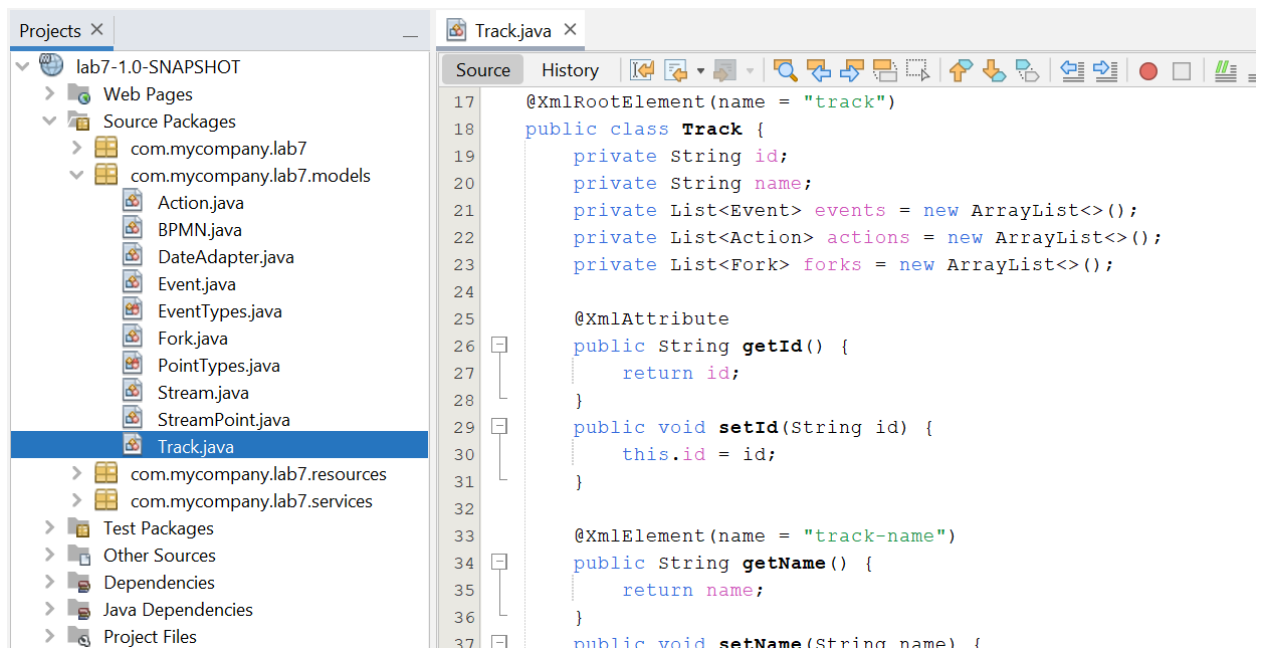 Projects
lab7-1.0-SNAPSHOT
Web Pages
Source Packages
com.mycompany.lab7
com.mycompany.lab7.models
Action.java
BPMN.java
DateAdapter.java
Event.java
EventTypes.java
Fork.java
PointTypes.java
Stream.java
StreamPoint.java
Track.java
com.mycompany.lab7.resources
com.mycompany.lab7.services
Test Packages
Other Sources
Dependencies
Java Dependencies
Project Files
Track.java
Source History
17 @XmlRootElement(name = "track")
18 public class Track {
19 private String id;
20 private String name;
21 private List<Event> events = new ArrayList<>();
22 private List<Action> actions = new ArrayList<>();
23 private List<Fork> forks = new ArrayList<>();
24
25 @XmlAttribute
26 public String getId() {
27 return id;
28 }
29 public void setId(String id) {
30 this.id = id;
31 }
32
33 @XmlElement(name = "track-name")
34 public String getName() {
35 return name;
36 }
37 public void setName(String name) {